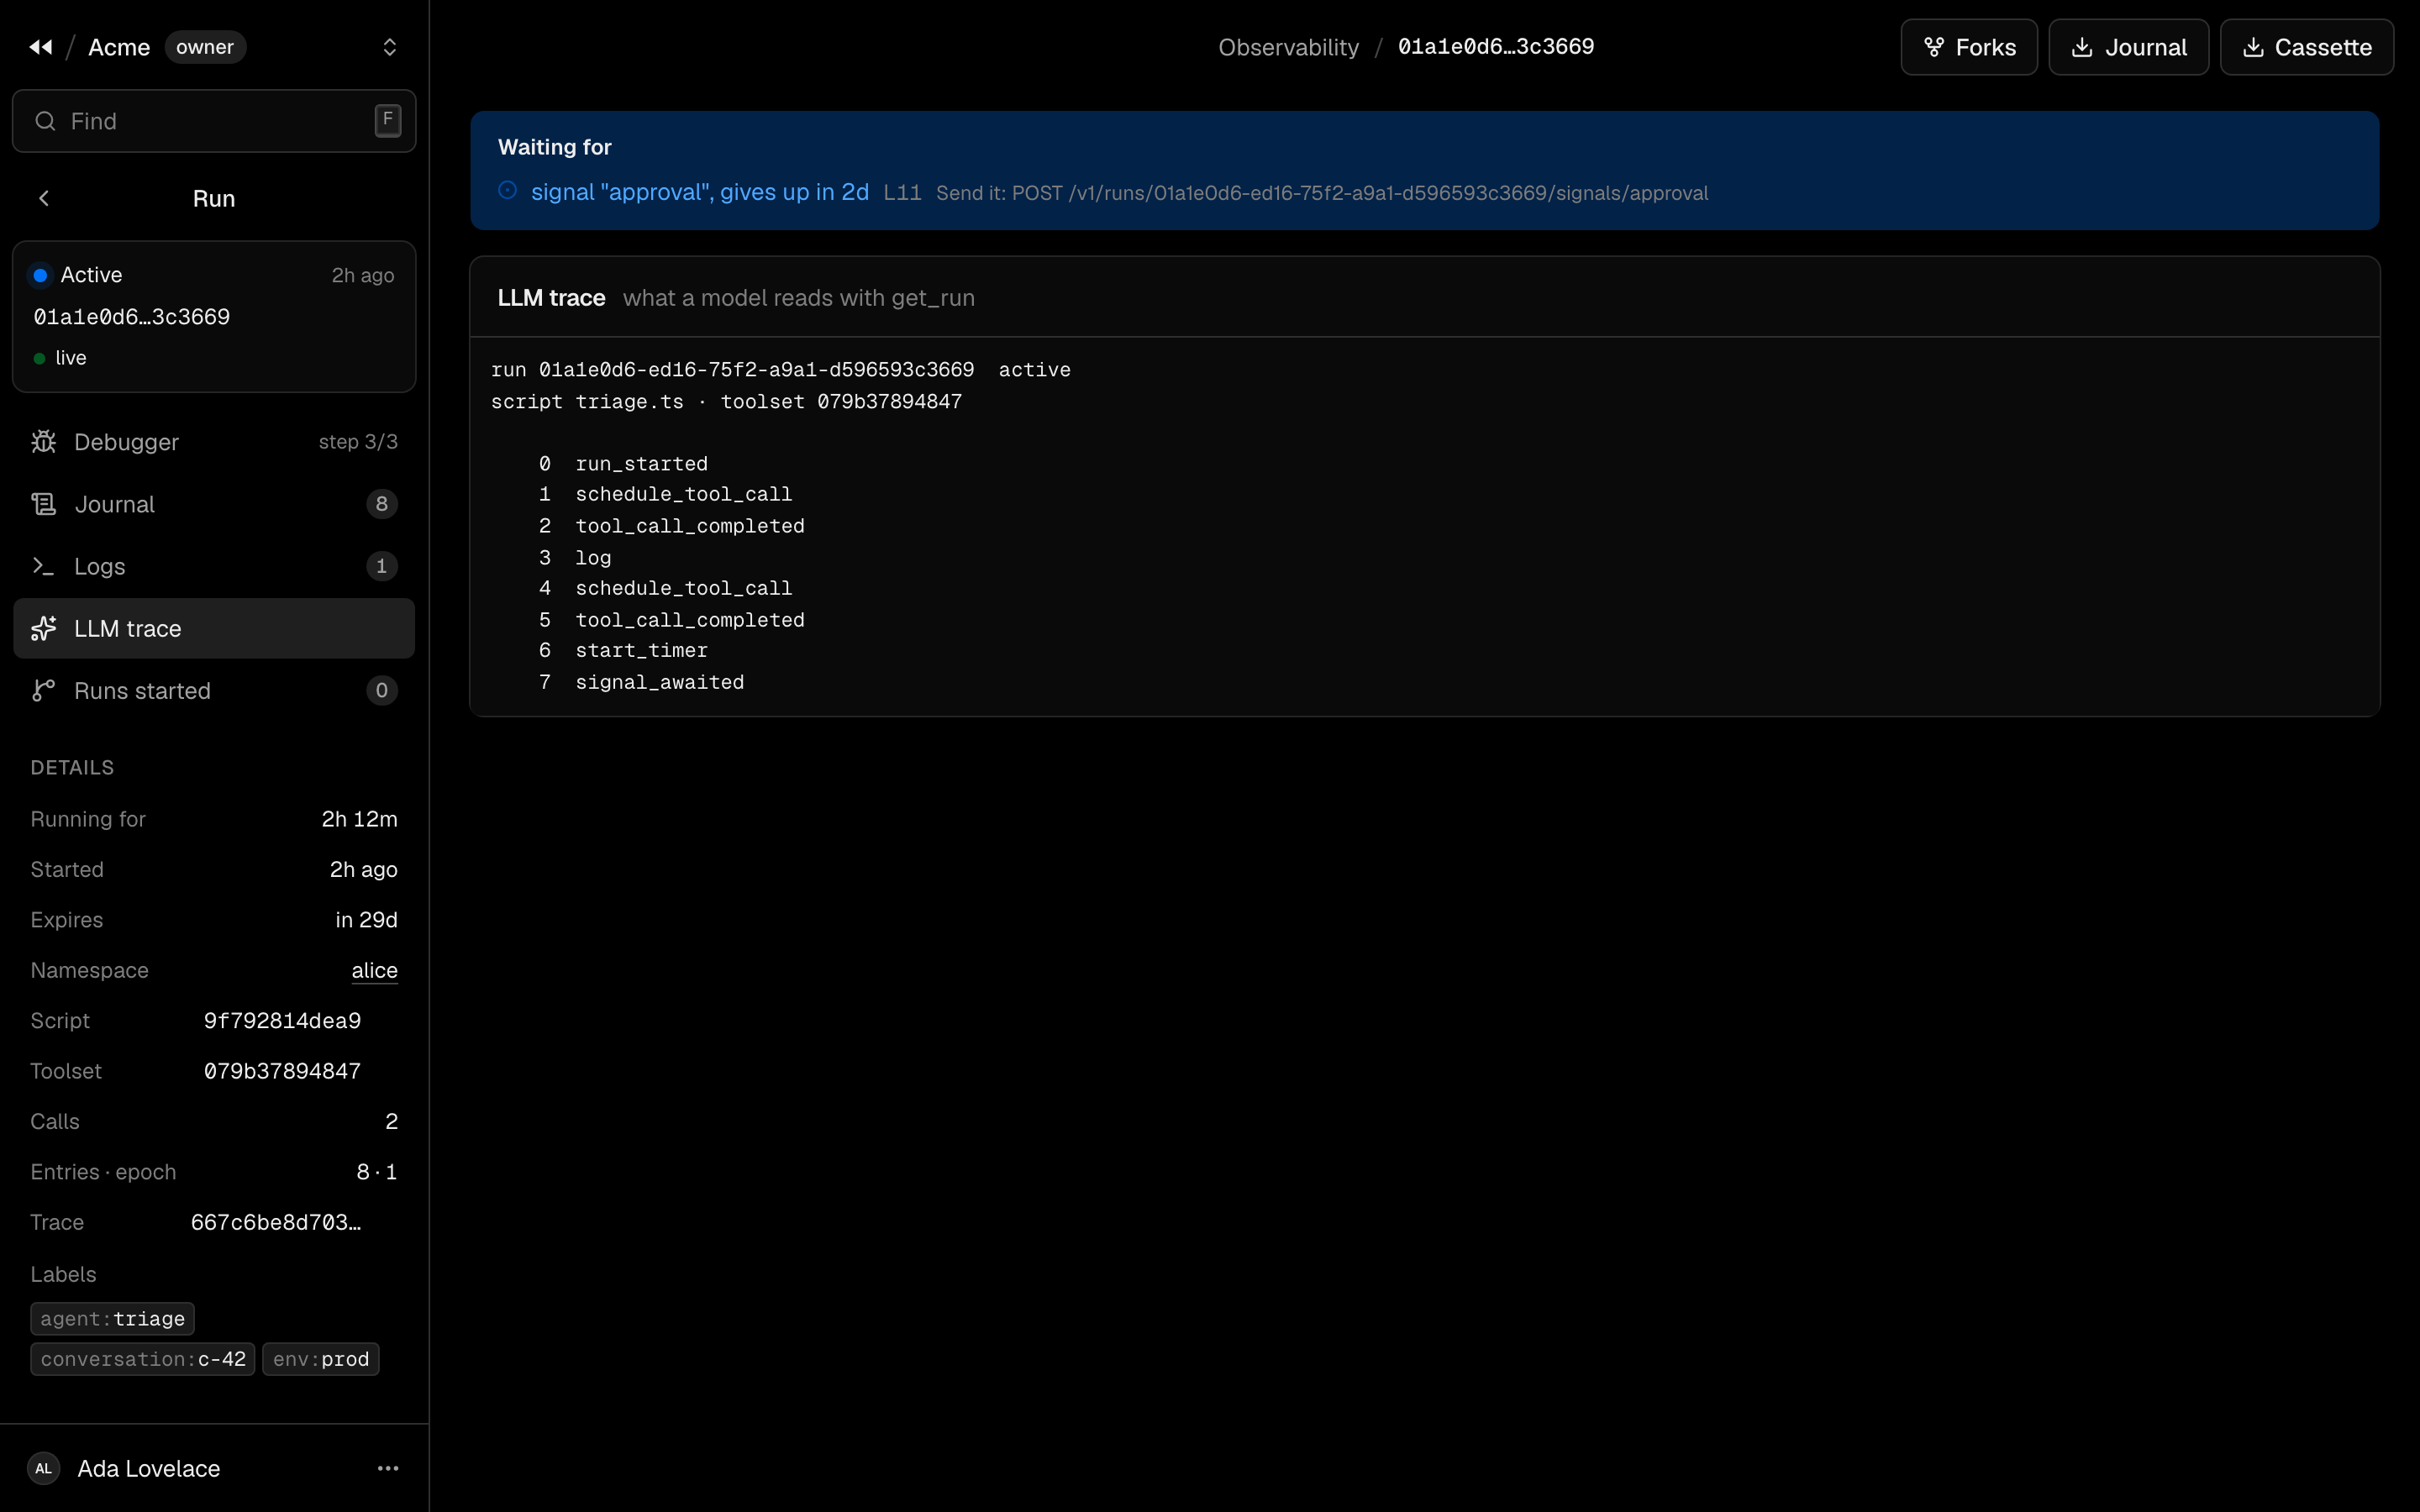 / Acme owner
Find F
Run
Active 2h ago
01a1e0d6…3c3669
live
Debugger step 3/3
Journal 8
Logs 1
LLM trace
Runs started 0
DETAILS
Running for 2h 12m
Started 2h ago
Expires in 29d
Namespace alice
Script 9f792814dea9
Toolset 079b37894847
Calls 2
Entries · epoch 8 · 1
Trace 667c6be8d703…
Labels
agent:triage
conversation:c-42 env:prod
AL Ada Lovelace
Observability / 01a1e0d6…3c3669
Forks Journal Cassette
Waiting for
signal "approval", gives up in 2d L11 Send it: POST /v1/runs/01a1e0d6-ed16-75f2-a9a1-d596593c3669/signals/approval
LLM trace what a model reads with get_run
run 01a1e0d6-ed16-75f2-a9a1-d596593c3669 active
script triage.ts · toolset 079b37894847
0 run_started
1 schedule_tool_call
2 tool_call_completed
3 log
4 schedule_tool_call
5 tool_call_completed
6 start_timer
7 signal_awaited